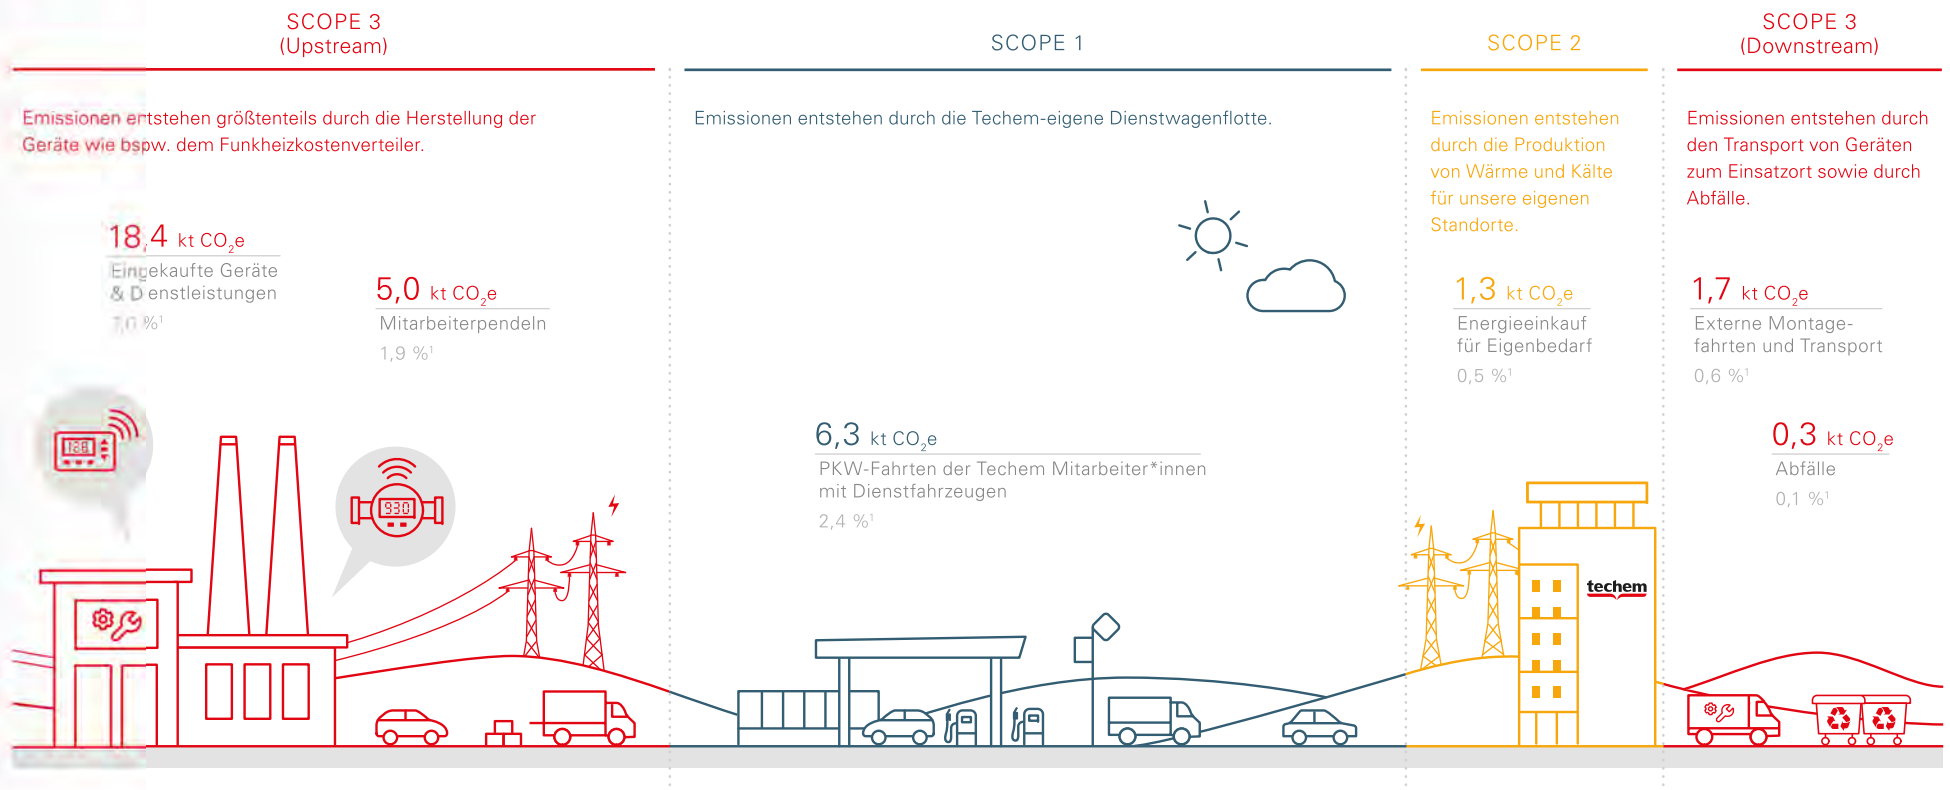 SCOPE 3
(Upstream)
Emissionen entstehen größtenteils durch die Herstellung der
Geräte wie bspw. dem Funkheizkostenverteiler.
18,4 kt CO₂e
Eingekaufte Geräte
& Dienstleistungen
7,0 %¹
5,0 kt CO₂e
Mitarbeiterpendeln
1,9 %¹
930
SCOPE 1
Emissionen entstehen durch die Techem-eigene Dienstwagenflotte.
6,3 kt CO₂e
PKW-Fahrten der Techem Mitarbeiter*innen
mit Dienstfahrzeugen
2,4 %¹
SCOPE 2
Emissionen entstehen
durch die Produktion
von Wärme und Kälte
für unsere eigenen
Standorte.
1,3 kt CO₂e
Energieeinkauf
für Eigenbedarf
0,5 %¹
techem
SCOPE 3
(Downstream)
Emissionen entstehen durch
den Transport von Geräten
zum Einsatzort sowie durch
Abfälle.
1,7 kt CO₂e
Externe Montage-
fahrten und Transport
0,6 %¹
0,3 kt CO₂e
Abfälle
0,1 %¹